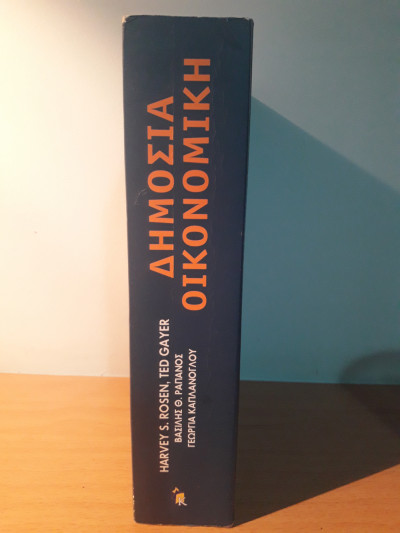 ΔΗΜΟΣΙΑ
ΟΙΚΟΝΟΜΙΚΗ
HARVEY S. ROSEN, TED GAYER
ΒΑΣΙΛΗΣ Θ. ΡΑΠΑΝΟΣ
ΓΕΩΡΓΙΑ ΚΑΠΛΑΝΟΓΛΟΥ